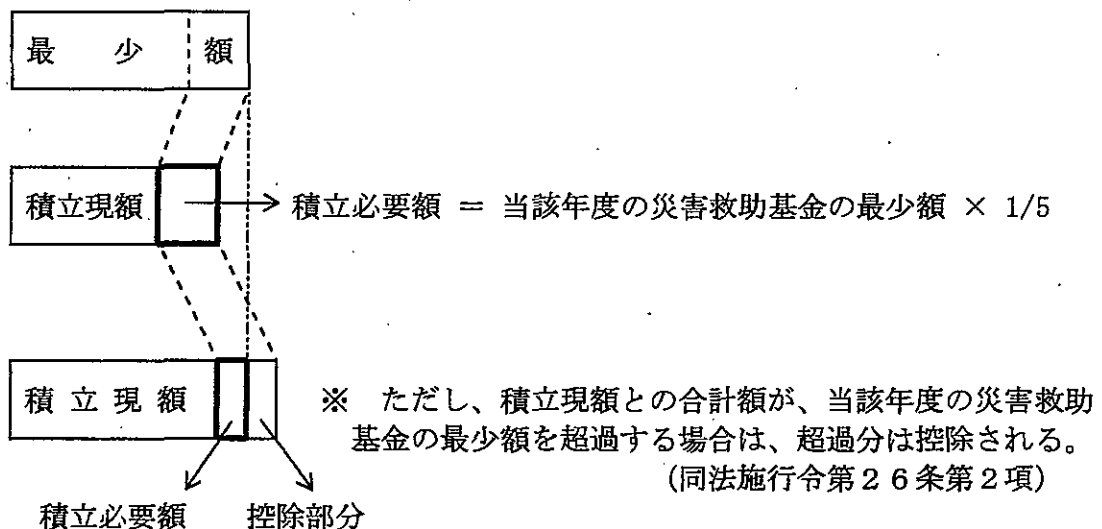 最 少 額
積立現額
積立必要額 = 当該年度の災害救助基金の最少額 × 1/5
積 立 現 額
※ ただし、積立現額との合計額が、当該年度の災害救助
基金の最少額を超過する場合は、超過分は控除される。
(同法施行令第26条第2項)
積立必要額 控除部分